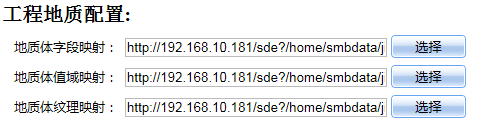 工程地质配置:
地质体字段映射： http://192.168.10.181/sde?/home/smbdata/j 选择
地质体值域映射： http://192.168.10.181/sde?/home/smbdata/j 选择
地质体纹理映射： http://192.168.10.181/sde?/home/smbdata/j 选择